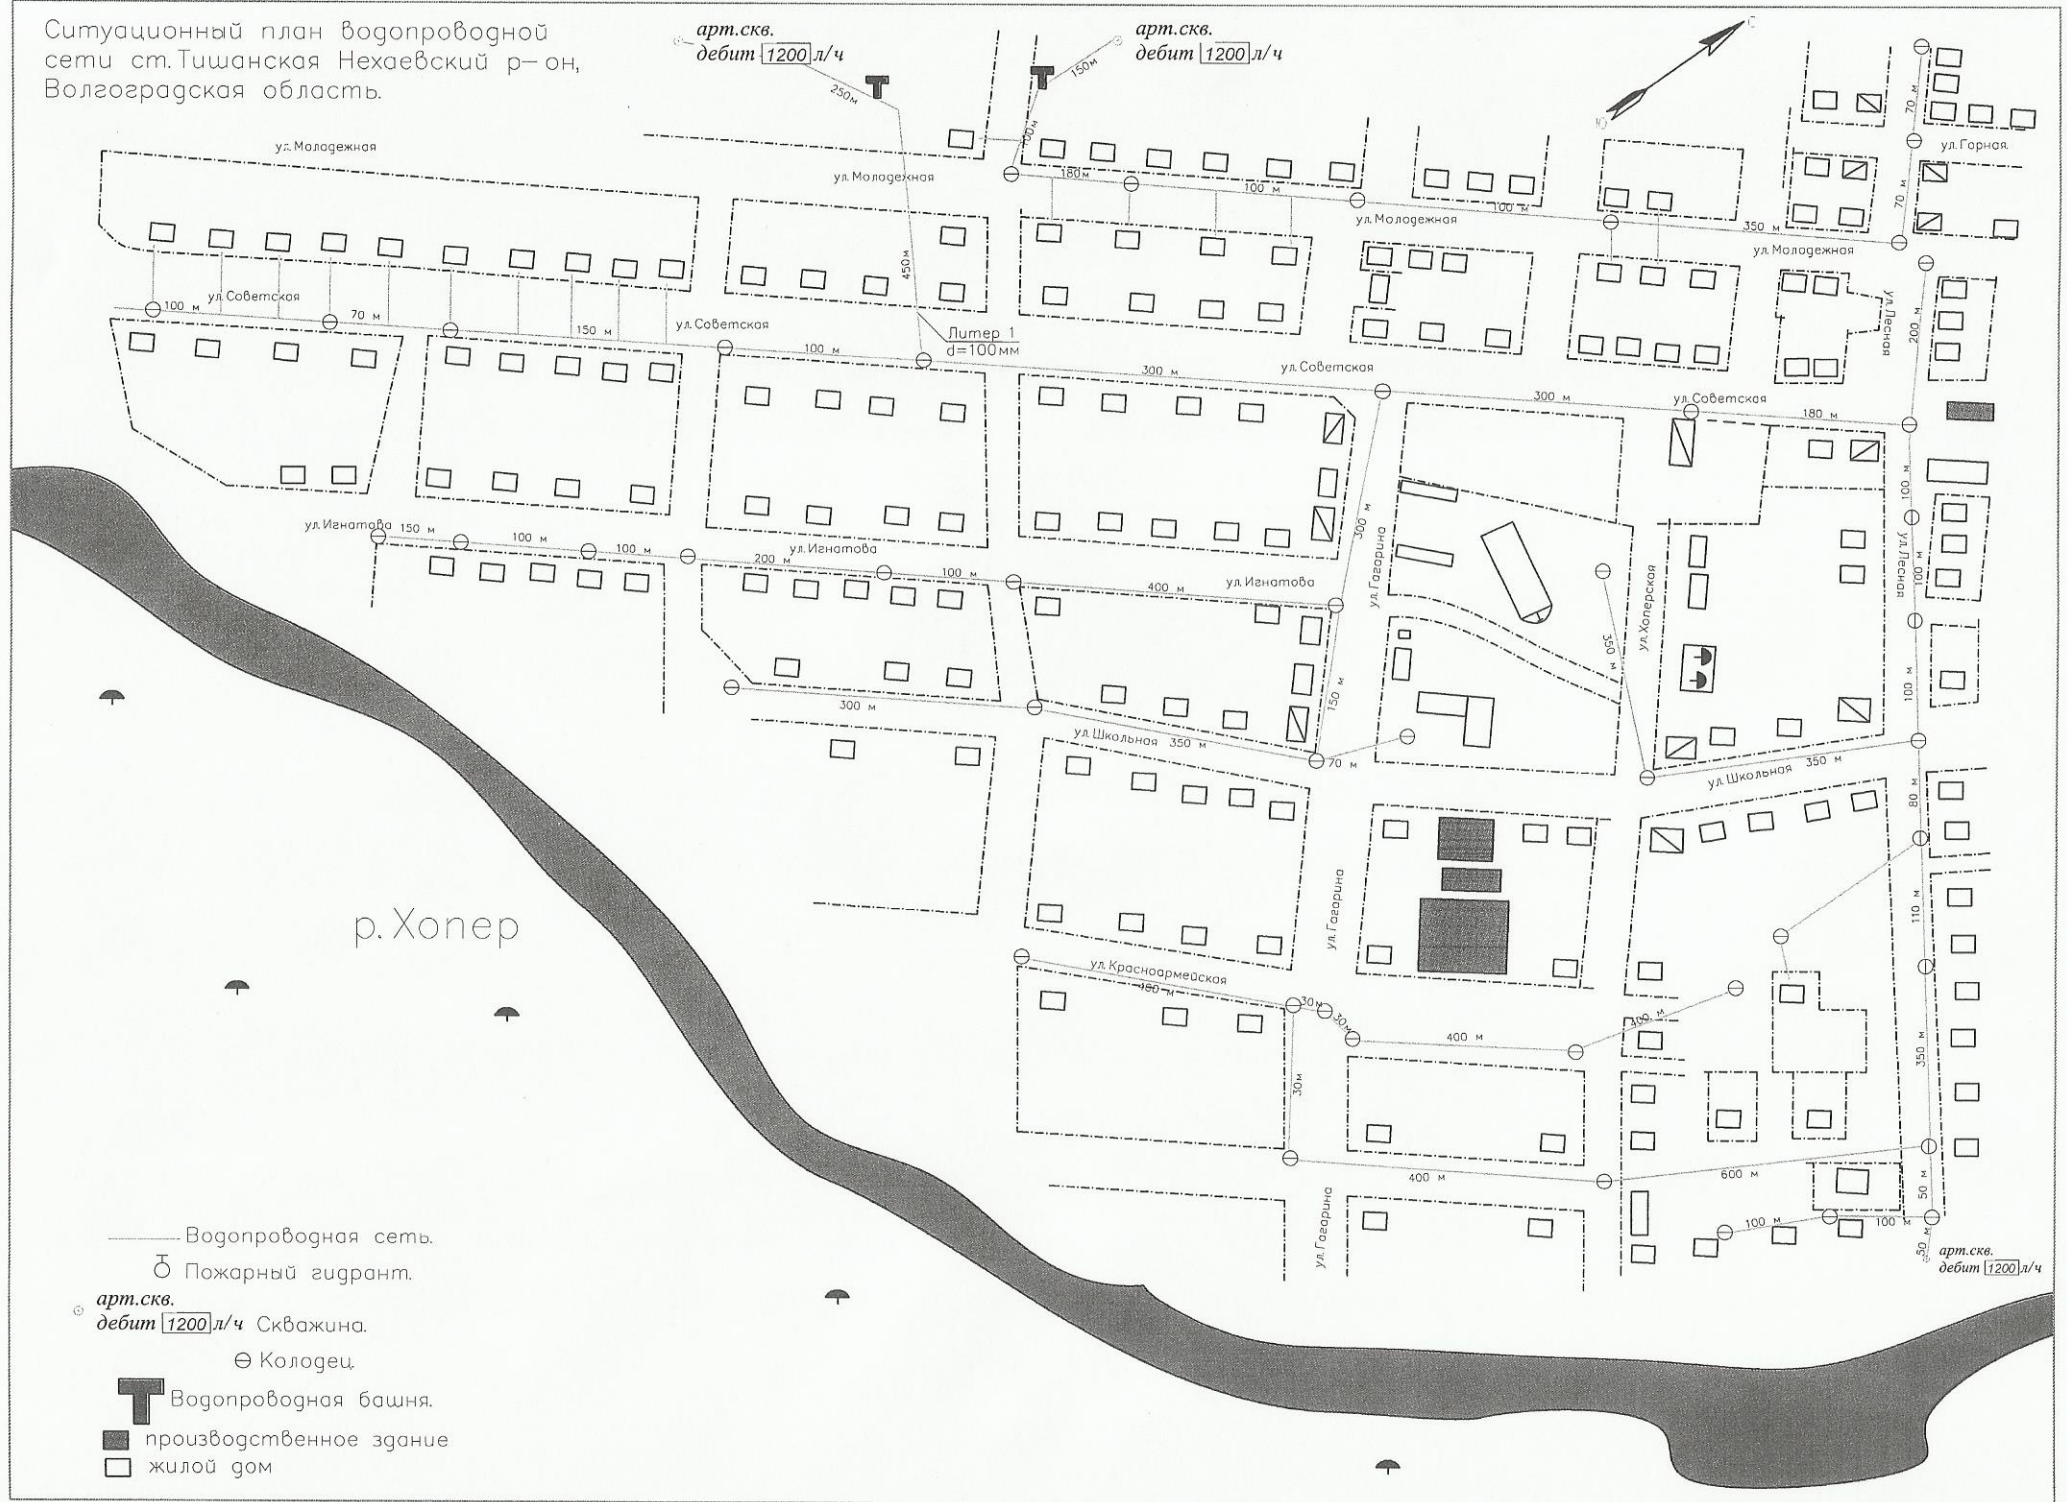 Ситуационный план водопроводной
сети ст.Тишанская Нехаевский р-он,
Волгоградская область.
арт.скв.
дебит 1200 л/ч
арт.скв.
дебит 1200 л/ч
С
Ю
250м
150м
100м
ул.Молодежная
ул.Молодежная
180м
100 м
ул.Молодежная
100 м
350 м
ул.Молодежная
70 м
ул.Горная
70 м
450м
100 м
ул.Советская
70 м
150 м
ул.Советская
100 м
Литер 1
d=100мм
300 м
ул.Советская
300 м
ул.Советская
180 м
ул.Лесная
200 м
100 м
ул.Лесная
100 м
100 м
ул.Игнатова
150 м
100 м
100 м
200 м
ул.Игнатова
100 м
400 м
ул.Игнатова
300 м
ул.Гагарина
350 м
ул.Хоперская
150 м
300 м
ул.Школьная
350 м
70 м
ул.Школьная
350 м
80 м
110 м
350 м
р.Хопер
ул.Гагарина
ул.Красноармейская
400 м
30м
30м
400 м
400 м
30м
400 м
600 м
50 м
100 м
100 м
50 м
арт.скв.
дебит 1200 л/ч
ул.Гагарина
Водопроводная сеть.
Пожарный гидрант.
арт.скв.
дебит 1200 л/ч Скважина.
Колодец.
Водопроводная башня.
производственное здание
жилой дом